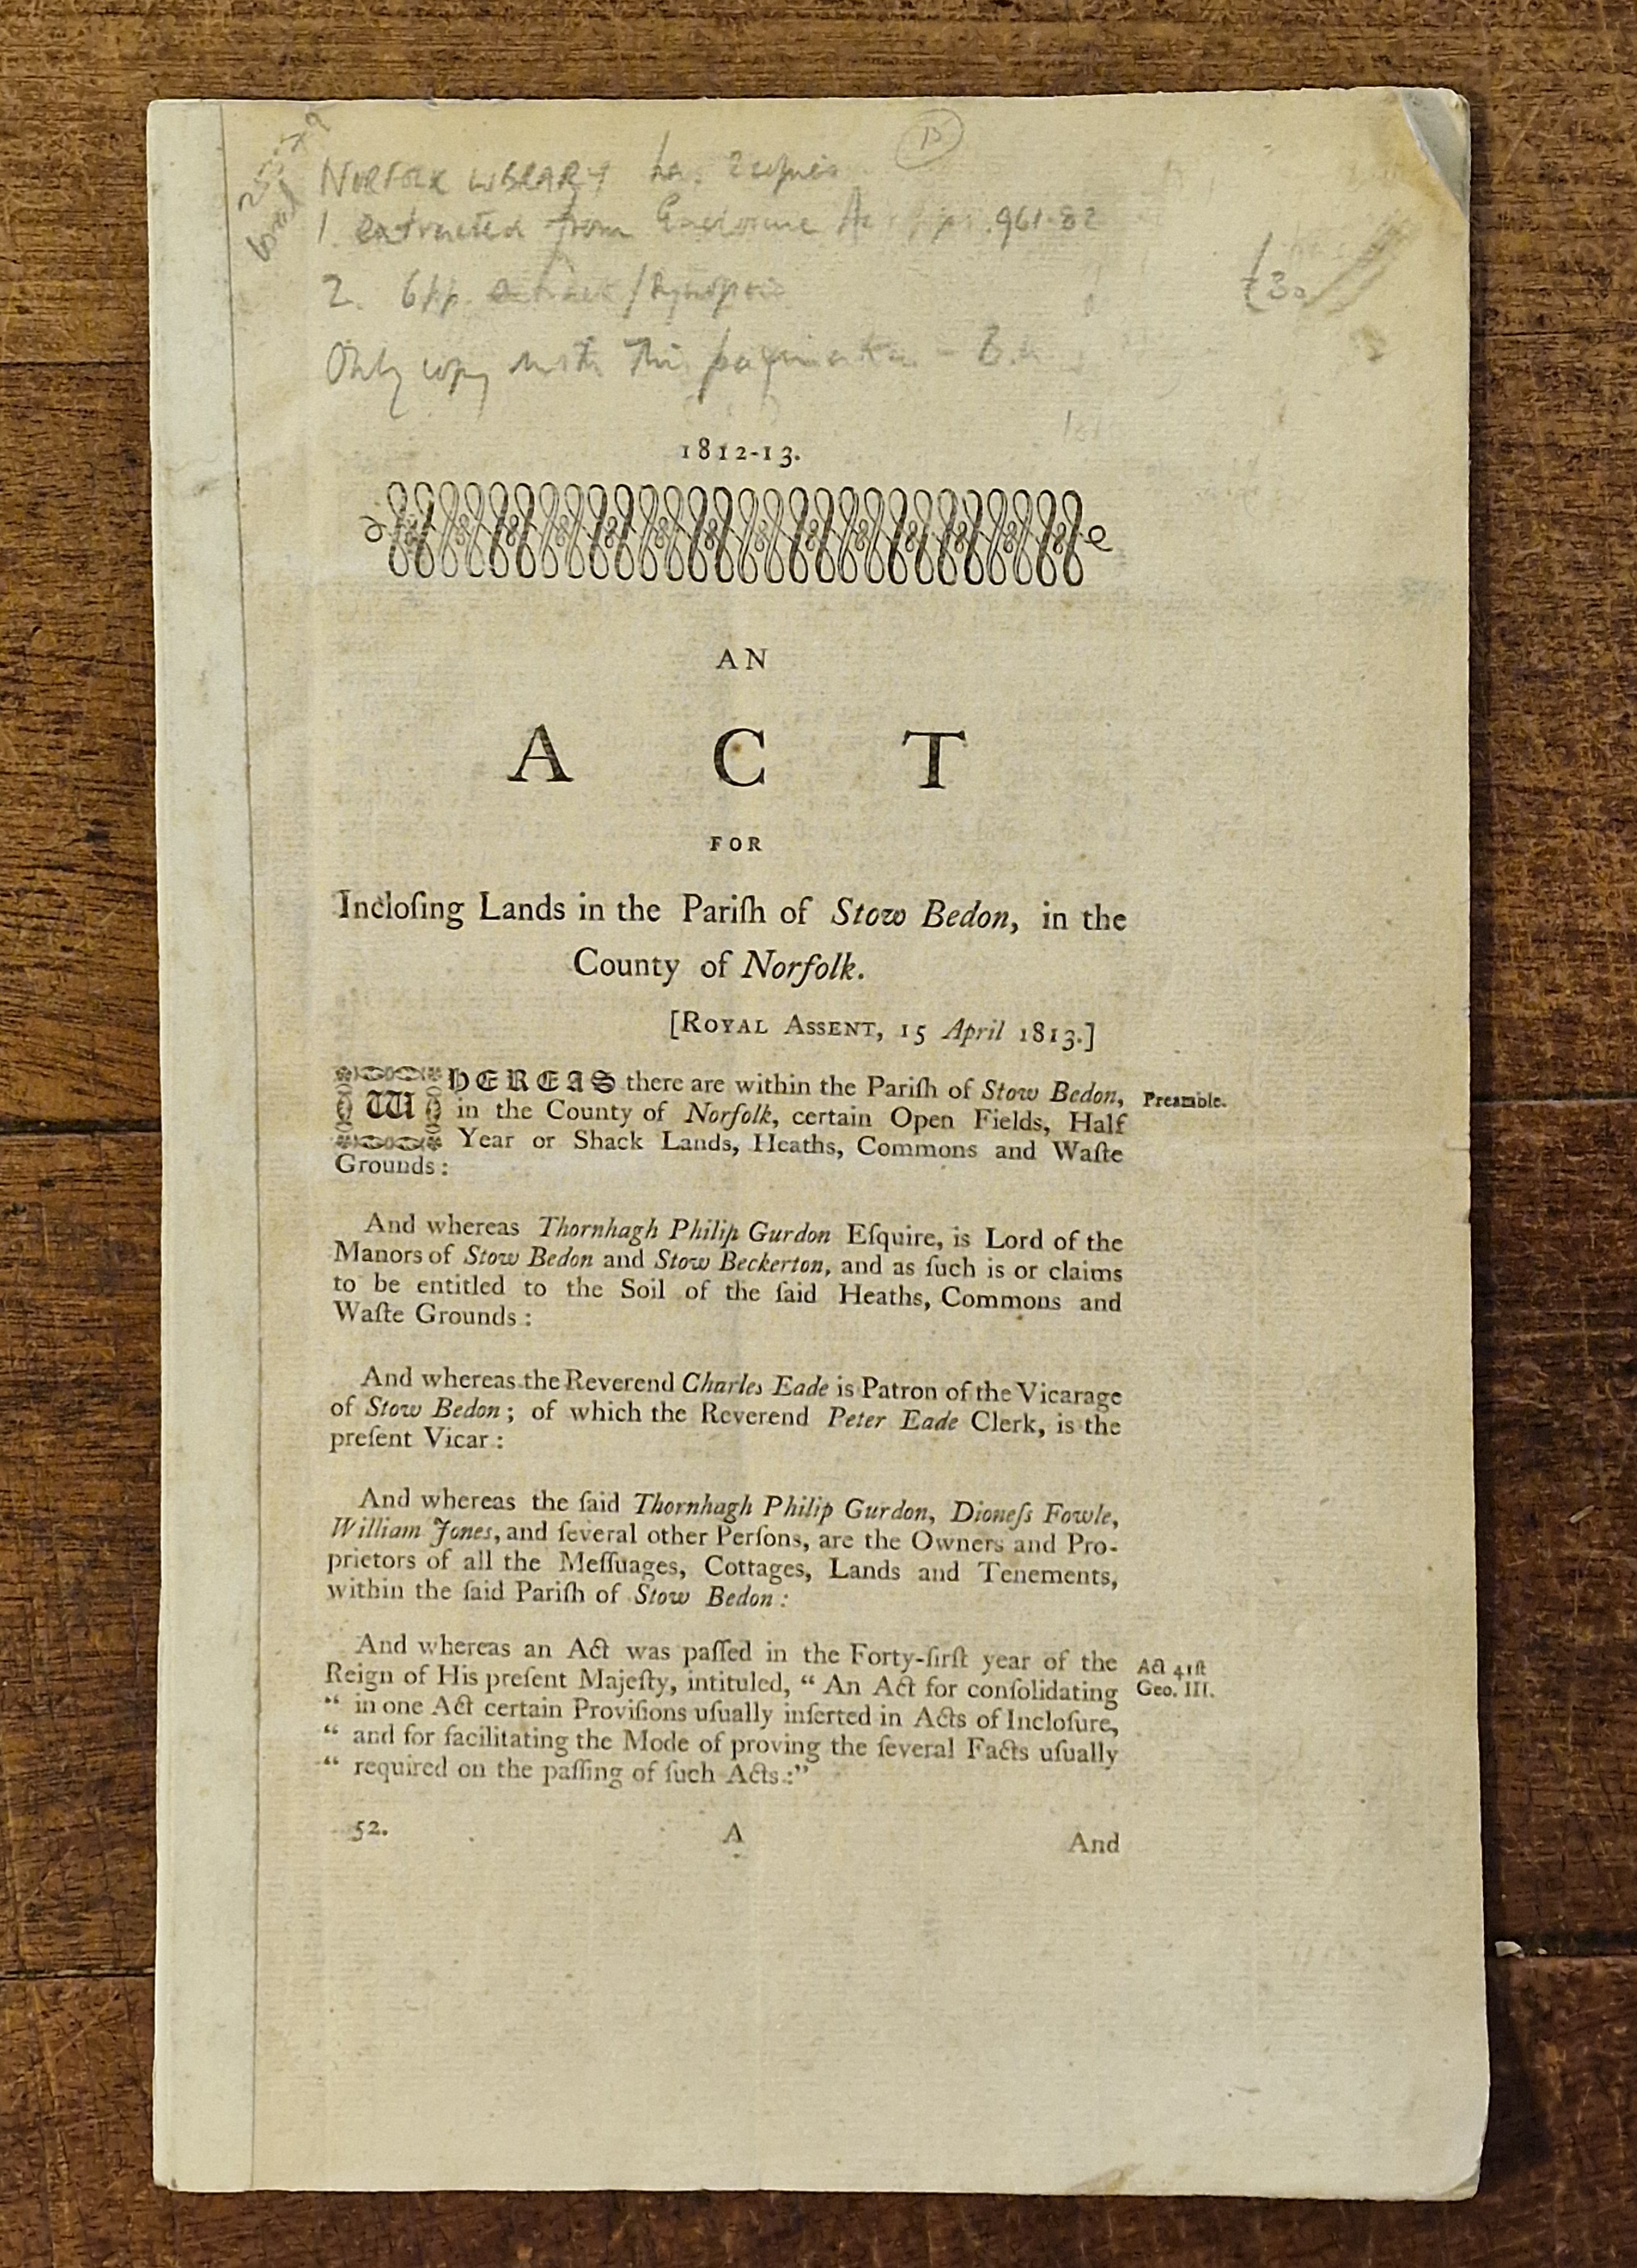 NORFOLK LIBRARY has 2 copies
1. extracted from Enclosure 961-82
2. 6pp.
Only copy with this pagination
£30
1812-13.
AN
ACT
FOR
Incloſing Lands in the Pariſh of Stow Bedon, in the
County of Norfolk.
[ROYAL ASSENT, 15 April 1813.]
WHEREAS there are within the Pariſh of Stow Bedon,
Preamble.
in the County of Norfolk, certain Open Fields, Half
Year or Shack Lands, Heaths, Commons and Waſte
Grounds:
And whereas Thornhagh Philip Gurdon Eſquire, is Lord of the
Manors of Stow Bedon and Stow Beckerton, and as ſuch is or claims
to be entitled to the Soil of the ſaid Heaths, Commons and
Waſte Grounds:
And whereas the Reverend Charles Eade is Patron of the Vicarage
of Stow Bedon; of which the Reverend Peter Eade Clerk, is the
preſent Vicar:
And whereas the ſaid Thornhagh Philip Gurdon, Dioneſs Fowle,
William Jones, and ſeveral other Perſons, are the Owners and Pro-
prietors of all the Meſſuages, Cottages, Lands and Tenements,
within the ſaid Pariſh of Stow Bedon:
And whereas an Act was paſſed in the Forty-firſt year of the
Act 41ſt
Reign of His preſent Majeſty, intituled, “ An Act for conſolidating
Geo. III.
“ in one Act certain Proviſions uſually inſerted in Acts of Incloſure,
“ and for facilitating the Mode of proving the ſeveral Facts uſually
“ required on the paſſing of ſuch Acts:”
52. A And